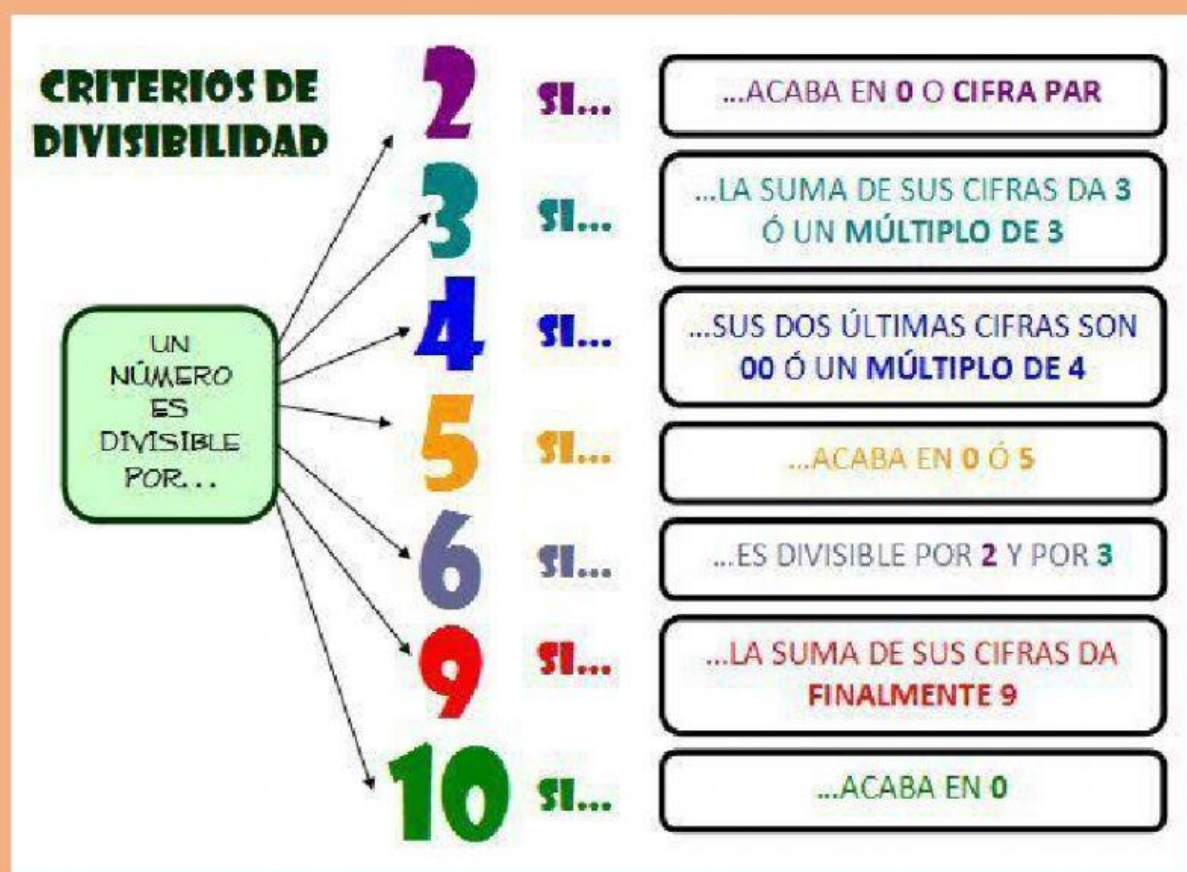 CRITERIOS DE
DIVISIBILIDAD
UN
NÚMERO
ES
DIVISIBLE
POR...
2 SI... ...ACABA EN 0 O CIFRA PAR
3 SI... ...LA SUMA DE SUS CIFRAS DA 3
Ó UN MÚLTIPLO DE 3
4 SI... ...SUS DOS ÚLTIMAS CIFRAS SON
00 Ó UN MÚLTIPLO DE 4
5 SI... ...ACABA EN 0 Ó 5
6 SI... ...ES DIVISIBLE POR 2 Y POR 3
9 SI... ...LA SUMA DE SUS CIFRAS DA
FINALMENTE 9
10 SI... ...ACABA EN 0